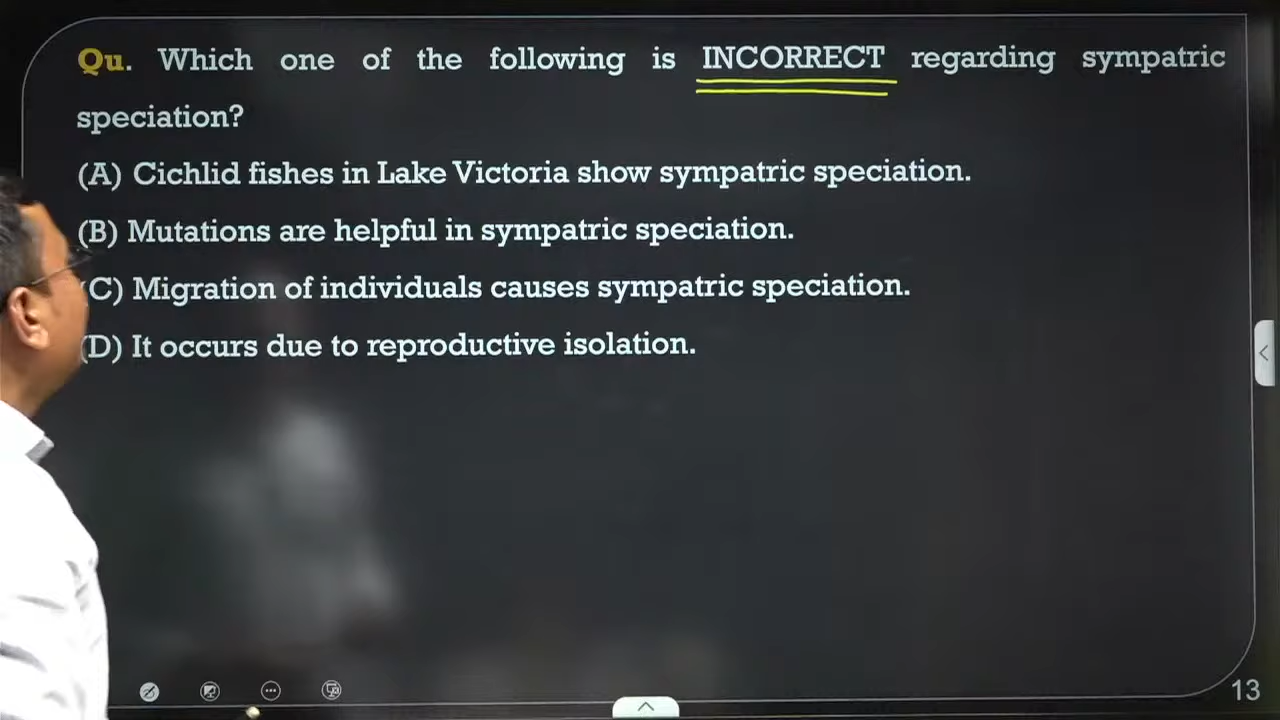 Qu. Which one of the following is INCORRECT regarding sympatric
speciation?
(A) Cichlid fishes in Lake Victoria show sympatric speciation.
(B) Mutations are helpful in sympatric speciation.
(C) Migration of individuals causes sympatric speciation.
(D) It occurs due to reproductive isolation.
13